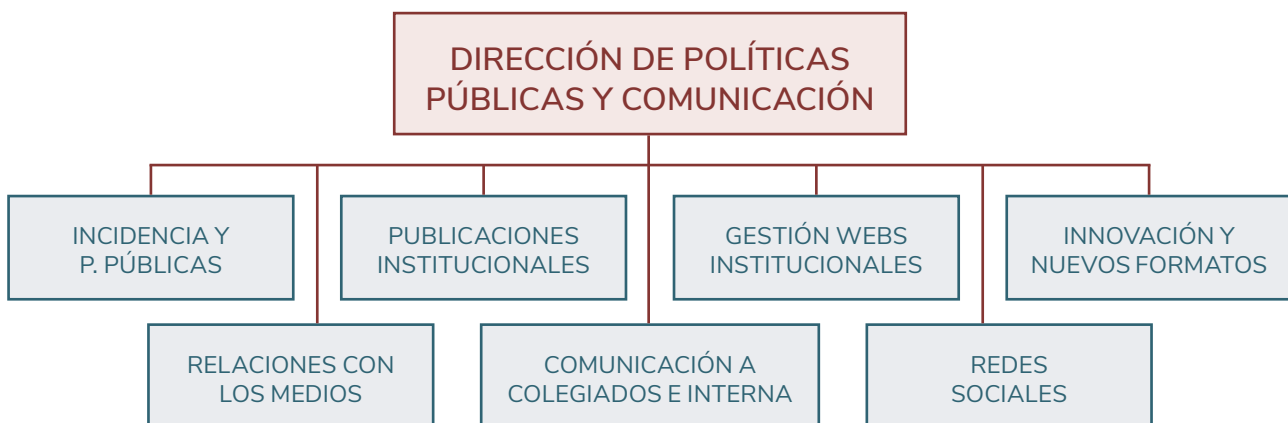 DIRECCIÓN DE POLÍTICAS
PÚBLICAS Y COMUNICACIÓN
INCIDENCIA Y
P. PÚBLICAS
PUBLICACIONES
INSTITUCIONALES
GESTIÓN WEBS
INSTITUCIONALES
INNOVACIÓN Y
NUEVOS FORMATOS
RELACIONES CON
LOS MEDIOS
COMUNICACIÓN A
COLEGIADOS E INTERNA
REDES
SOCIALES